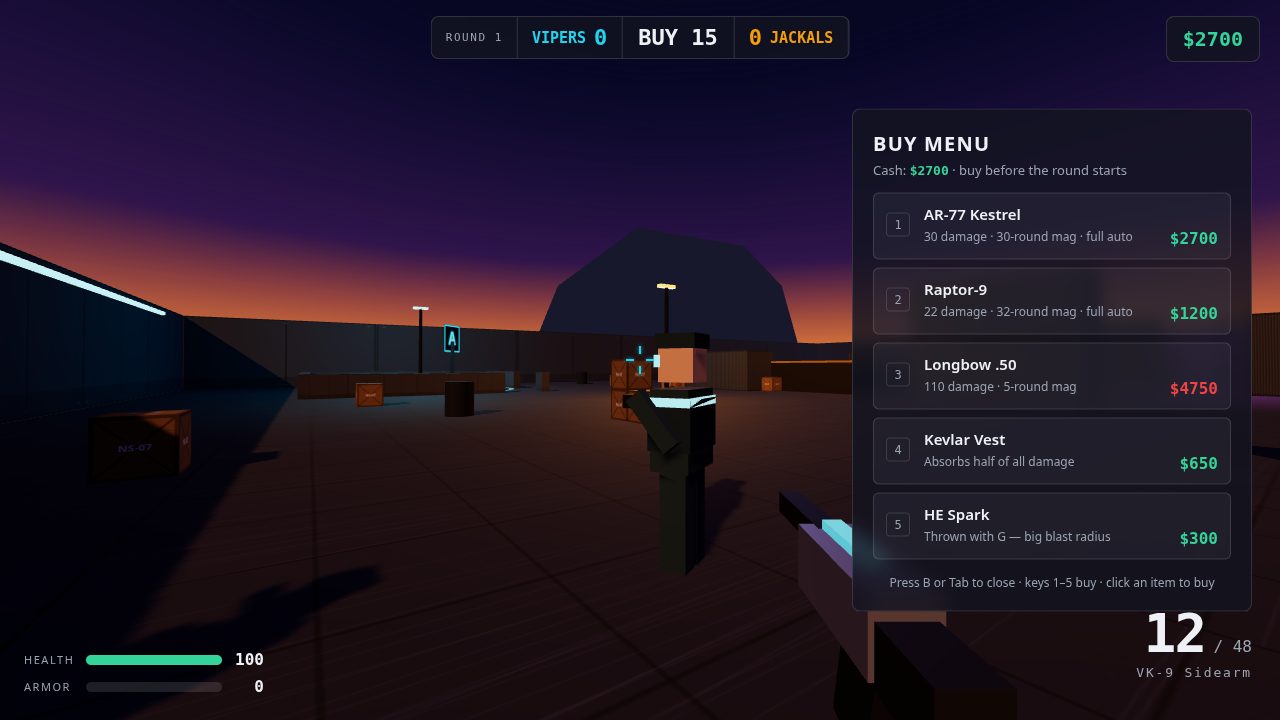 ROUND 1 VIPERS 0 BUY 15 0 JACKALS
$2700
BUY MENU
Cash: $2700 · buy before the round starts
1 AR-77 Kestrel
30 damage · 30-round mag · full auto $2700
2 Raptor-9
22 damage · 32-round mag · full auto $1200
3 Longbow .50
110 damage · 5-round mag $4750
4 Kevlar Vest
Absorbs half of all damage $650
5 HE Spark
Thrown with G — big blast radius $300
Press B or Tab to close · keys 1–5 buy · click an item to buy
A
NS-07
HEALTH 100
ARMOR 0
12 / 48
VK-9 Sidearm